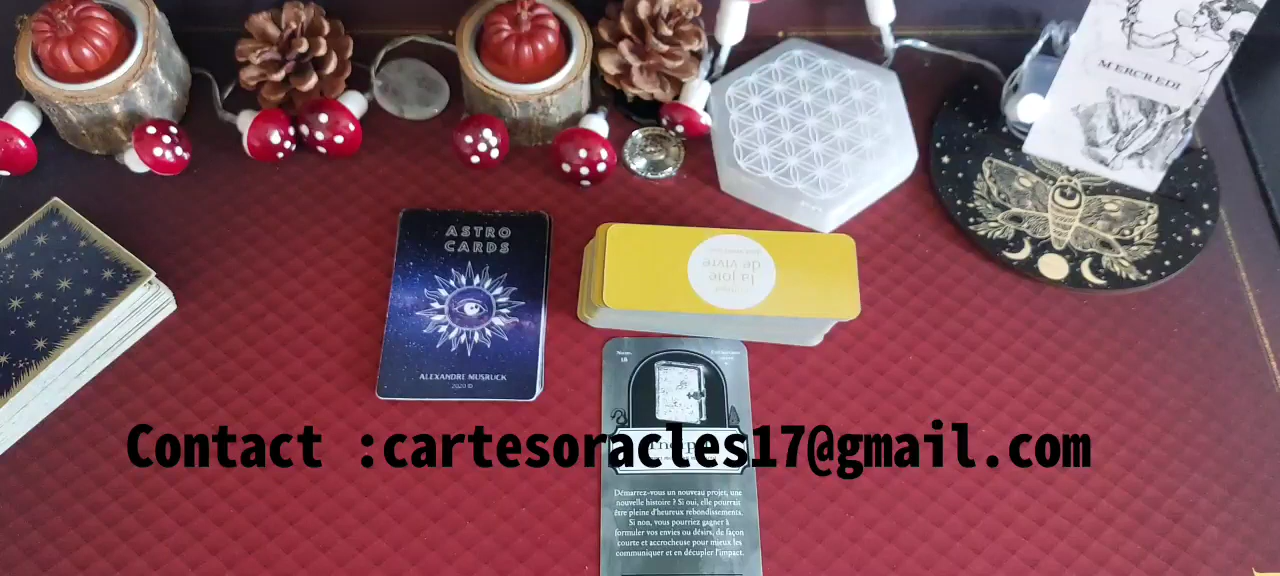 MERCREDI
ASTRO
CARDS
la joie
de vivre
ALEXANDRE MUSRUCK
2020 ©
Contact :cartesoracles17@gmail.com
Démarrez-vous un nouveau projet, une
nouvelle histoire ? Si oui, elle pourrait
être pleine d'heureux rebondissements.
Si non, vous pourriez gagner à
formuler vos envies ou désirs, de façon
courte et accrocheuse pour mieux les
communiquer et en décupler l'impact.